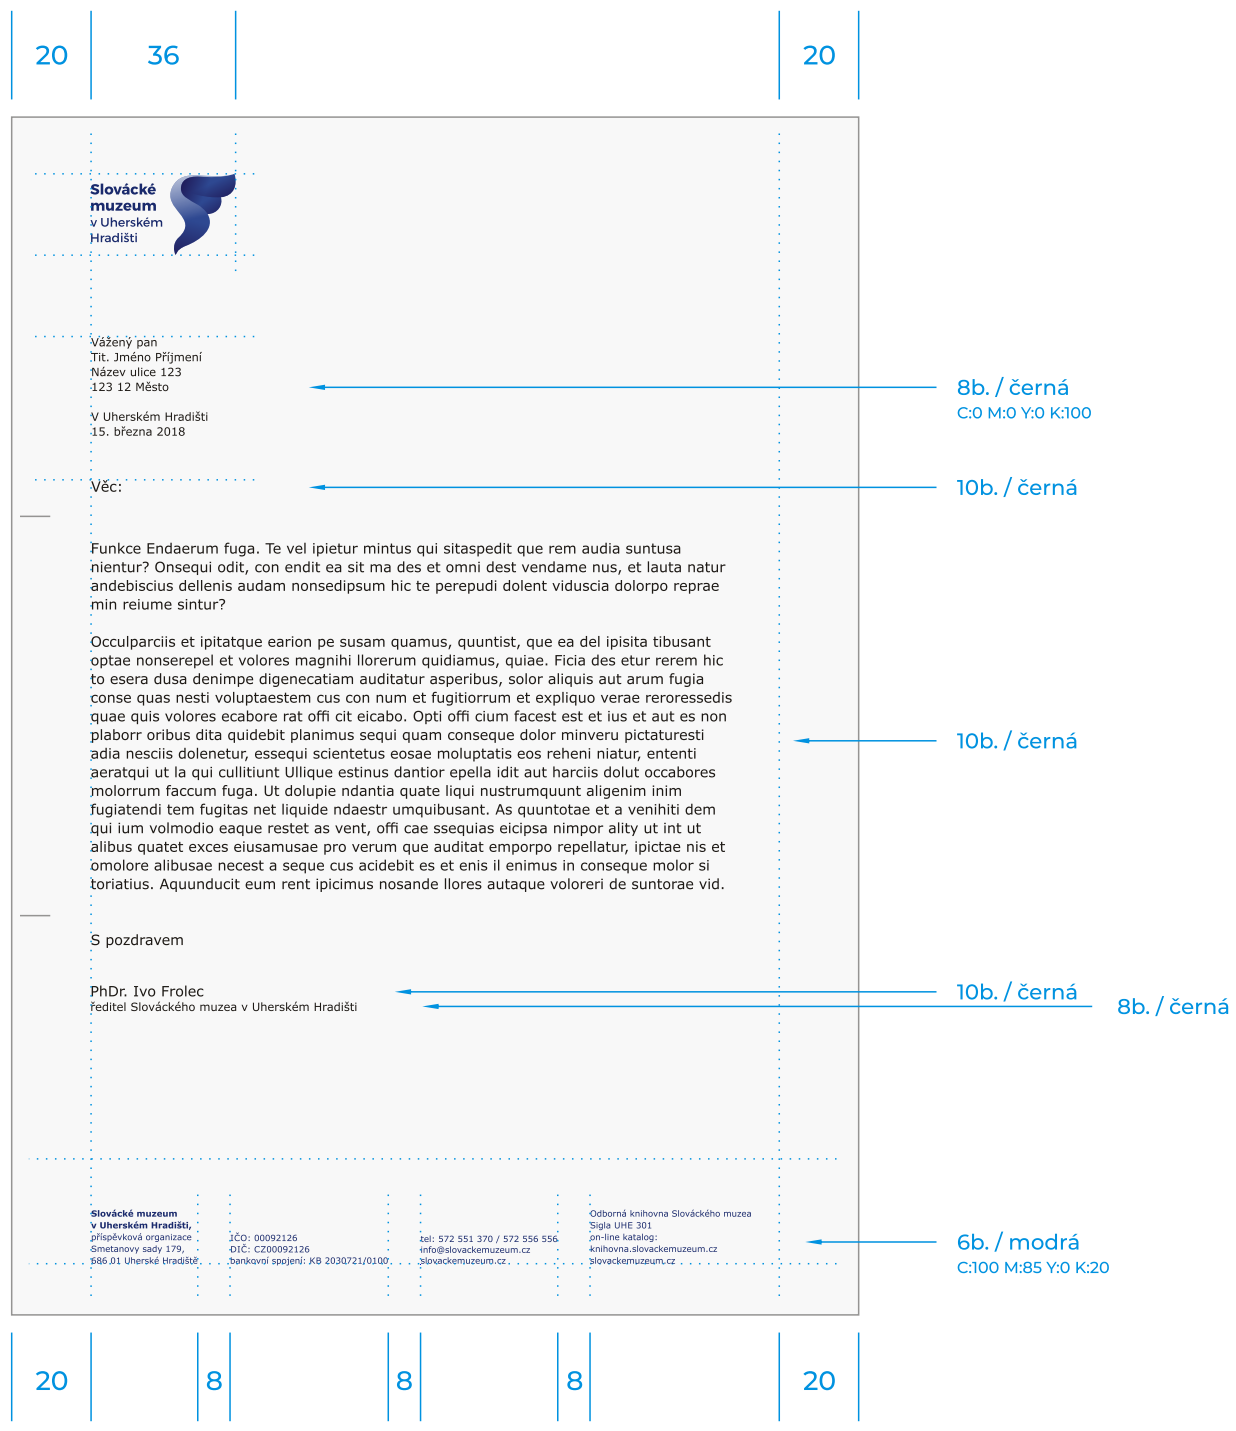 20 36 20
Slovácké
muzeum
v Uherském
Hradišti
Vážený pan
Tit. Jméno Příjmení
Název ulice 123
123 12 Město
8b. / černá
C:0 M:0 Y:0 K:100
V Uherském Hradišti
15. března 2018
Věc:
10b. / černá
Funkce Endaerum fuga. Te vel ipietur mintus qui sitaspedit que rem audia suntusa
nientur? Onsequi odit, con endit ea sit ma des et omni dest vendame nus, et lauta natur
andebiscius dellenis audam nonsedipsum hic te perepudi dolent viduscia dolorpo reprae
min reiume sintur?
Occulparciis et ipitatque earion pe susam quamus, quuntist, que ea del ipisita tibusant
optae nonserepel et volores magnihi llorerum quidiamus, quiae. Ficia des etur rerem hic
to esera dusa denimpe digenecatiam auditatur asperibus, solor aliquis aut arum fugia
conse quas nesti voluptaestem cus con num et fugitiorrum et expliquo verae reroressedis
quae quis volores ecabore rat offi cit eicabo. Opti offi cium facest est et ius et aut es non
plaborr oribus dita quidebit planimus sequi quam conseque dolor minveru pictaturesti
adia nesciis dolenetur, essequi scientetus eosae moluptatis eos reheni niatur, ententi
aeratqui ut la qui cullitiunt Ullique estinus dantior epella idit aut harciis dolut occabores
molorrum faccum fuga. Ut dolupie ndantia quate liqui nustrumquunt aligenim inim
fugiatendi tem fugitas net liquide ndaestr umquibusant. As quuntotae et a venihiti dem
qui ium volmodio eaque restet as vent, offi cae ssequias eicipsa nimpor ality ut int ut
alibus quatet exces eiusamusae pro verum que auditat emporpo repellatur, ipictae nis et
omolore alibusae necest a seque cus acidebit es et enis il enimus in conseque molor si
toriatius. Aquunducit eum rent ipicimus nosande llores autaque voloreri de suntorae vid.
10b. / černá
S pozdravem
PhDr. Ivo Frolec
ředitel Slováckého muzea v Uherském Hradišti
10b. / černá
8b. / černá
Slovácké muzeum
v Uherském Hradišti,
příspěvková organizace
Smetanovy sady 179,
686 01 Uherské Hradiště
IČO: 00092126
DIČ: CZ00092126
bankovní spojení: KB 2030721/0100
tel: 572 551 370 / 572 556 556
info@slovackemuzeum.cz
slovackemuzeum.cz
Odborná knihovna Slováckého muzea
Sigla UHE 301
on-line katalog:
knihovna.slovackemuzeum.cz
slovackemuzeum.cz
6b. / modrá
C:100 M:85 Y:0 K:20
20 8 8 8 20